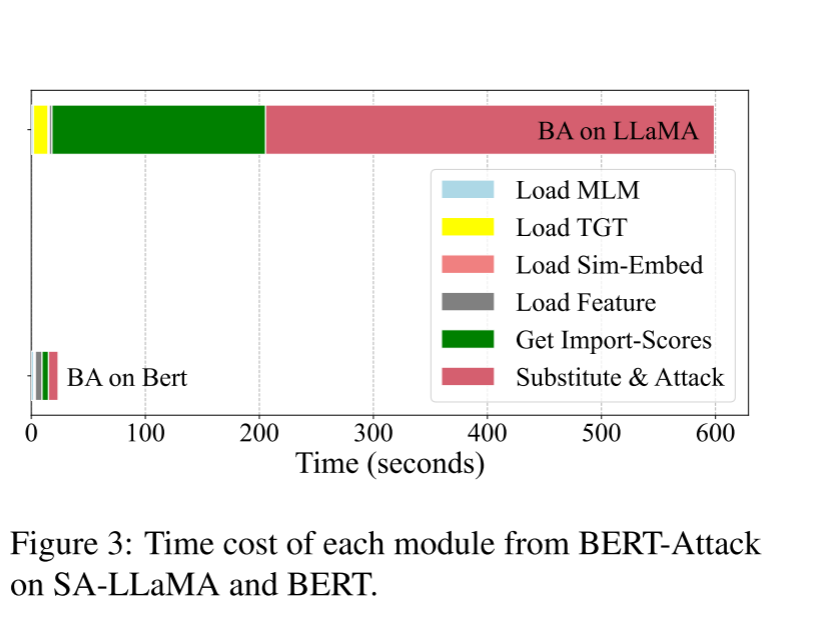 BA on LLaMA
Load MLM
Load TGT
Load Sim-Embed
Load Feature
Get Import-Scores
Substitute & Attack
BA on Bert
0 100 200 300 400 500 600
Time (seconds)
Figure 3: Time cost of each module from BERT-Attack
on SA-LLaMA and BERT.